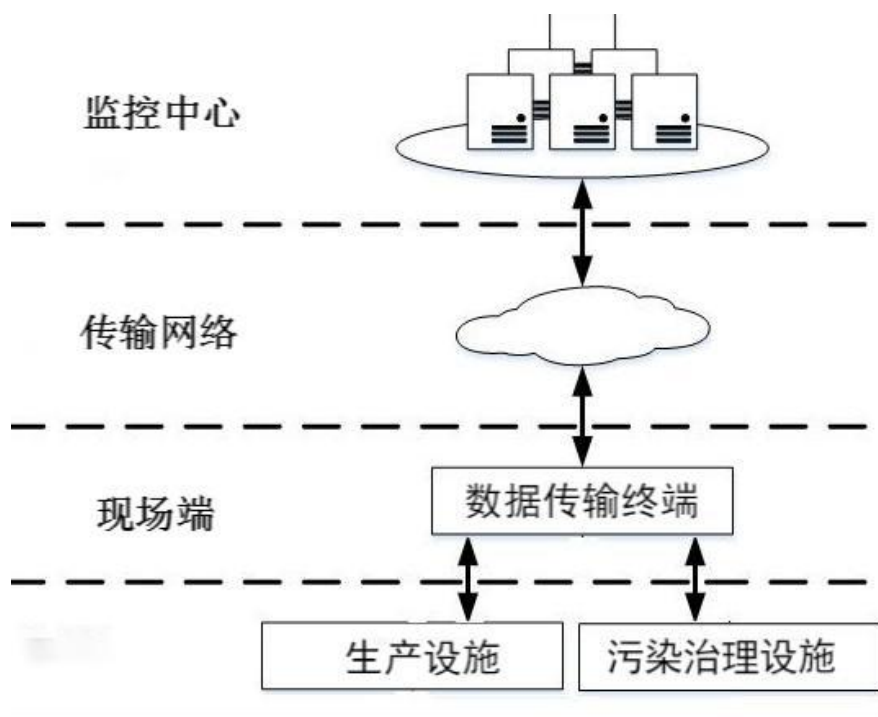 监控中心
传输网络
现场端
数据传输终端
生产设施
污染治理设施